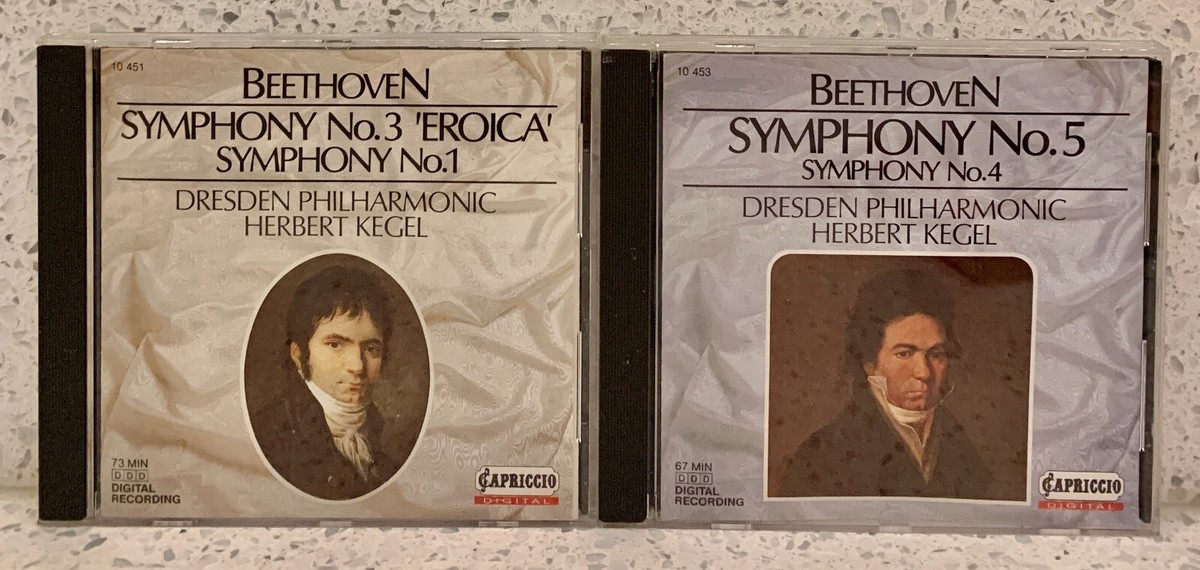 10 451
BEETHOVEN
SYMPHONY No.3 'EROICA'
SYMPHONY No.1
DRESDEN PHILHARMONIC
HERBERT KEGEL
73 MIN
DDD
DIGITAL
RECORDING
CAPRICCIO
DIGITAL
10 453
BEETHOVEN
SYMPHONY No.5
SYMPHONY No.4
DRESDEN PHILHARMONIC
HERBERT KEGEL
67 MIN
DDD
DIGITAL
RECORDING
CAPRICCIO
DIGITAL